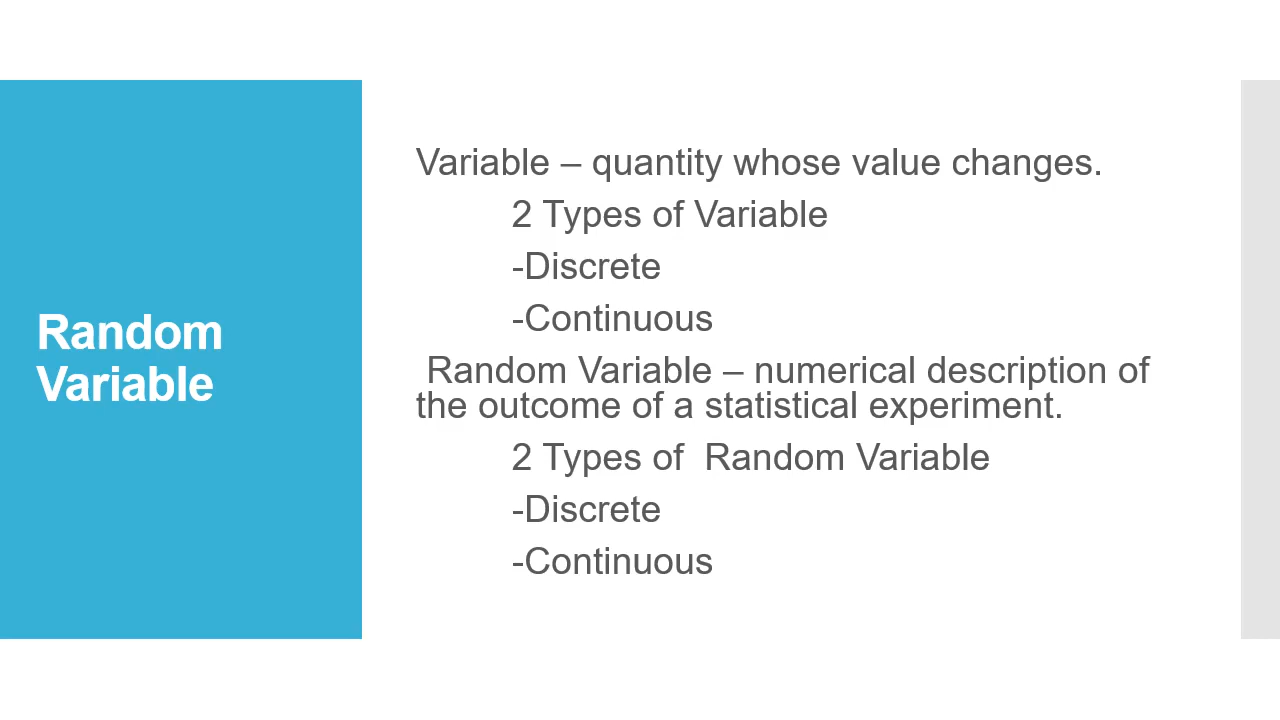 Random
Variable
Variable – quantity whose value changes.
2 Types of Variable
-Discrete
-Continuous
Random Variable – numerical description of
the outcome of a statistical experiment.
2 Types of  Random Variable
-Discrete
-Continuous